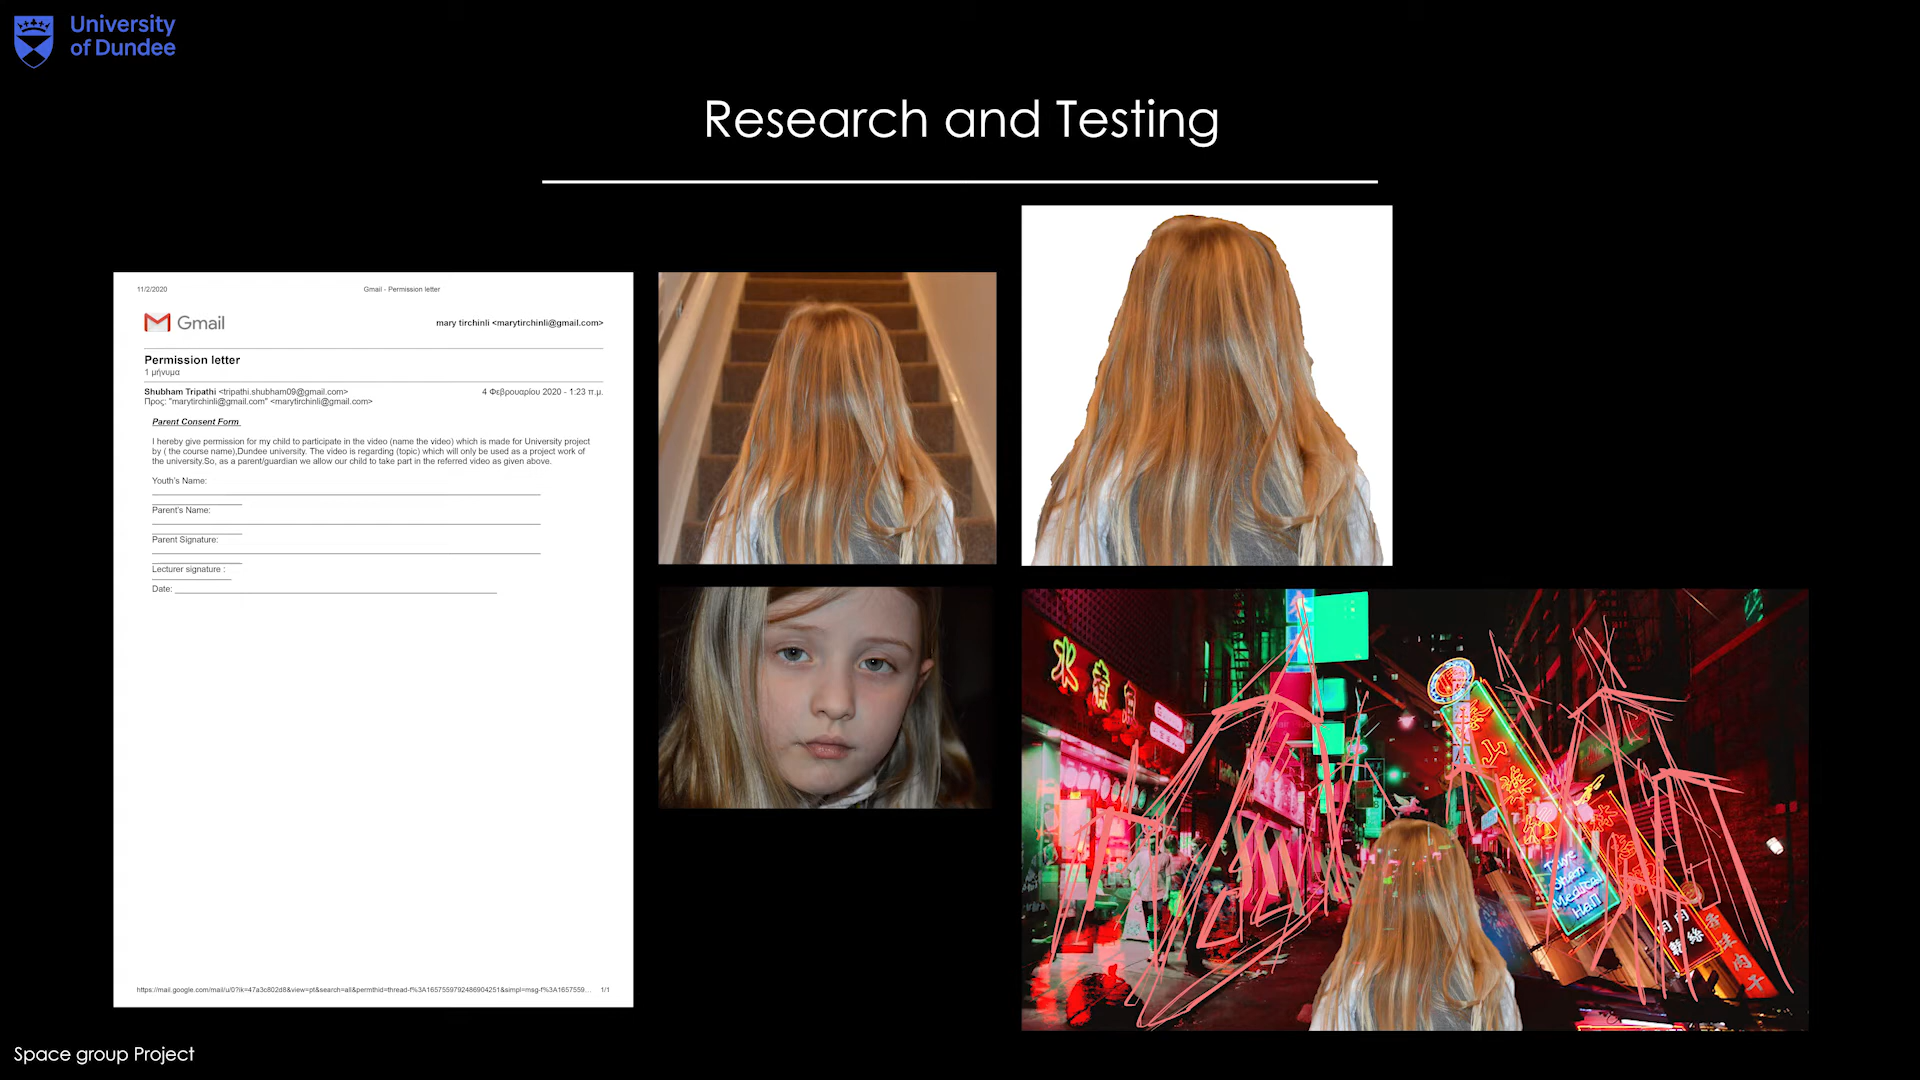 University
of Dundee
Research and Testing
11/2/2020
Gmail - Permission letter
Gmail
mary tirchinli <marytirchinli@gmail.com>
Permission letter
1 μήνυμα
Shubham Tripathi <tripathi.shubham09@gmail.com>
4 Φεβρουαρίου 2020 - 1:23 π.μ.
Προς: "marytirchinli@gmail.com" <marytirchinli@gmail.com>
Parent Consent Form
I hereby give permission for my child to participate in the video (name the video) which is made for University project
by ( the course name),Dundee university. The video is regarding (topic) which will only be used as a project work of
the university.So, as a parent/guardian we allow our child to take part in the referred video as given above.
Youth's Name:
Parent's Name:
Parent Signature:
Lecturer signature :
Date:
https://mail.google.com/mail/u/0?ik=47a3c802d8&view=pt&search=all&permthid=thread-f%3A1657559792486904251&simpl=msg-f%3A1657559...
1/1
Shun
Medical
Hall
Space group Project